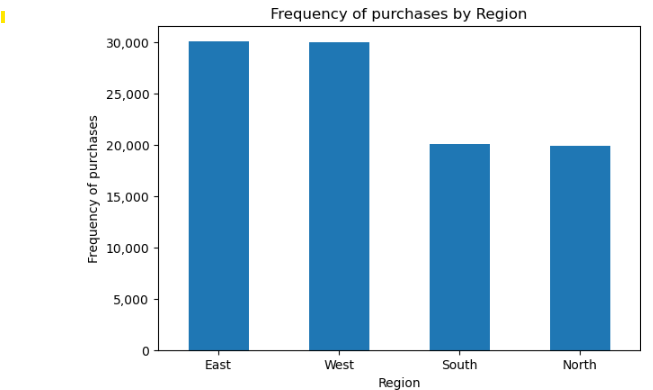 Frequency of purchases by Region
30,000
25,000
20,000
15,000
10,000
5,000
0
Frequency of purchases
East West South North
Region